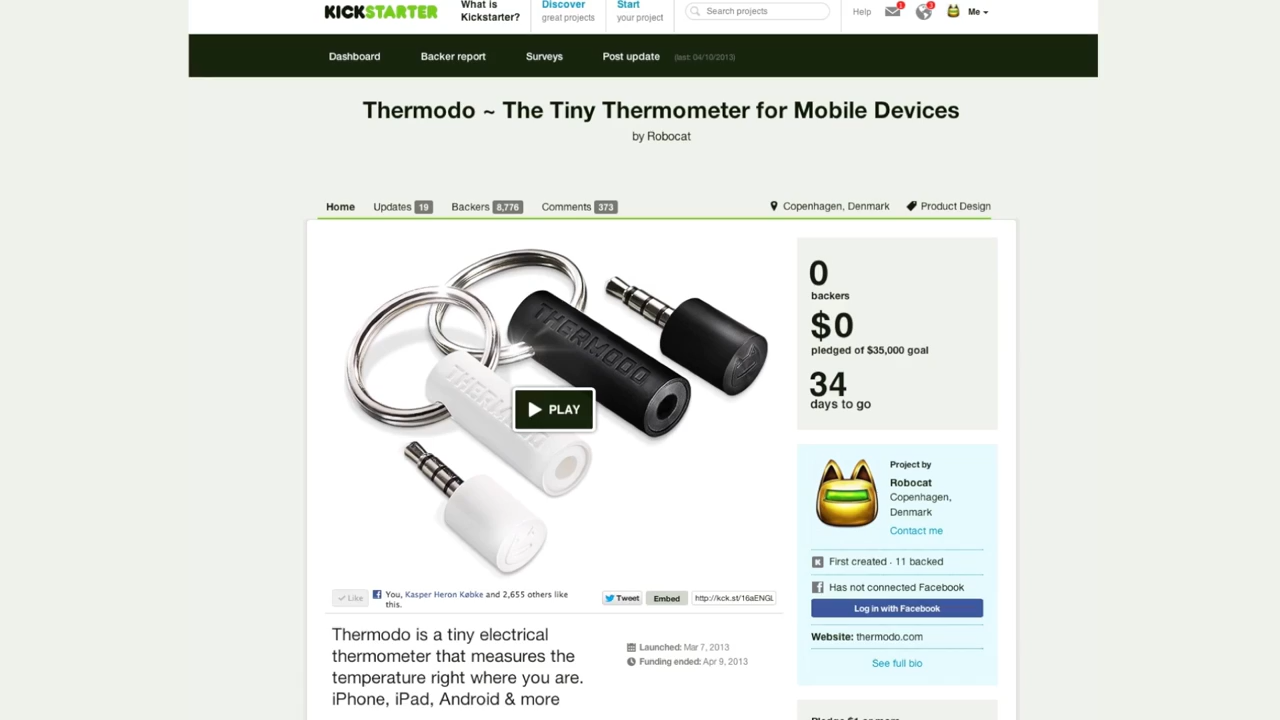 KICKSTARTER
What is
Kickstarter?
Discover
great projects
Start
your project
Search projects
Help
Me
Dashboard
Backer report
Surveys
Post update
(last: 04/10/2013)
Thermodo ~ The Tiny Thermometer for Mobile Devices
by Robocat
Home
Updates 19
Backers 8,776
Comments 373
Copenhagen, Denmark
Product Design
THERMODO
PLAY
0
backers
$0
pledged of $35,000 goal
34
days to go
Project by
Robocat
Copenhagen,
Denmark
Contact me
First created · 11 backed
Has not connected Facebook
Log in with Facebook
Website: thermodo.com
See full bio
Like
You, Kasper Heron Købke and 2,655 others like
this.
Tweet
Embed
http://kck.st/16aENGL
Thermodo is a tiny electrical
thermometer that measures the
temperature right where you are.
iPhone, iPad, Android & more
Launched: Mar 7, 2013
Funding ended: Apr 9, 2013